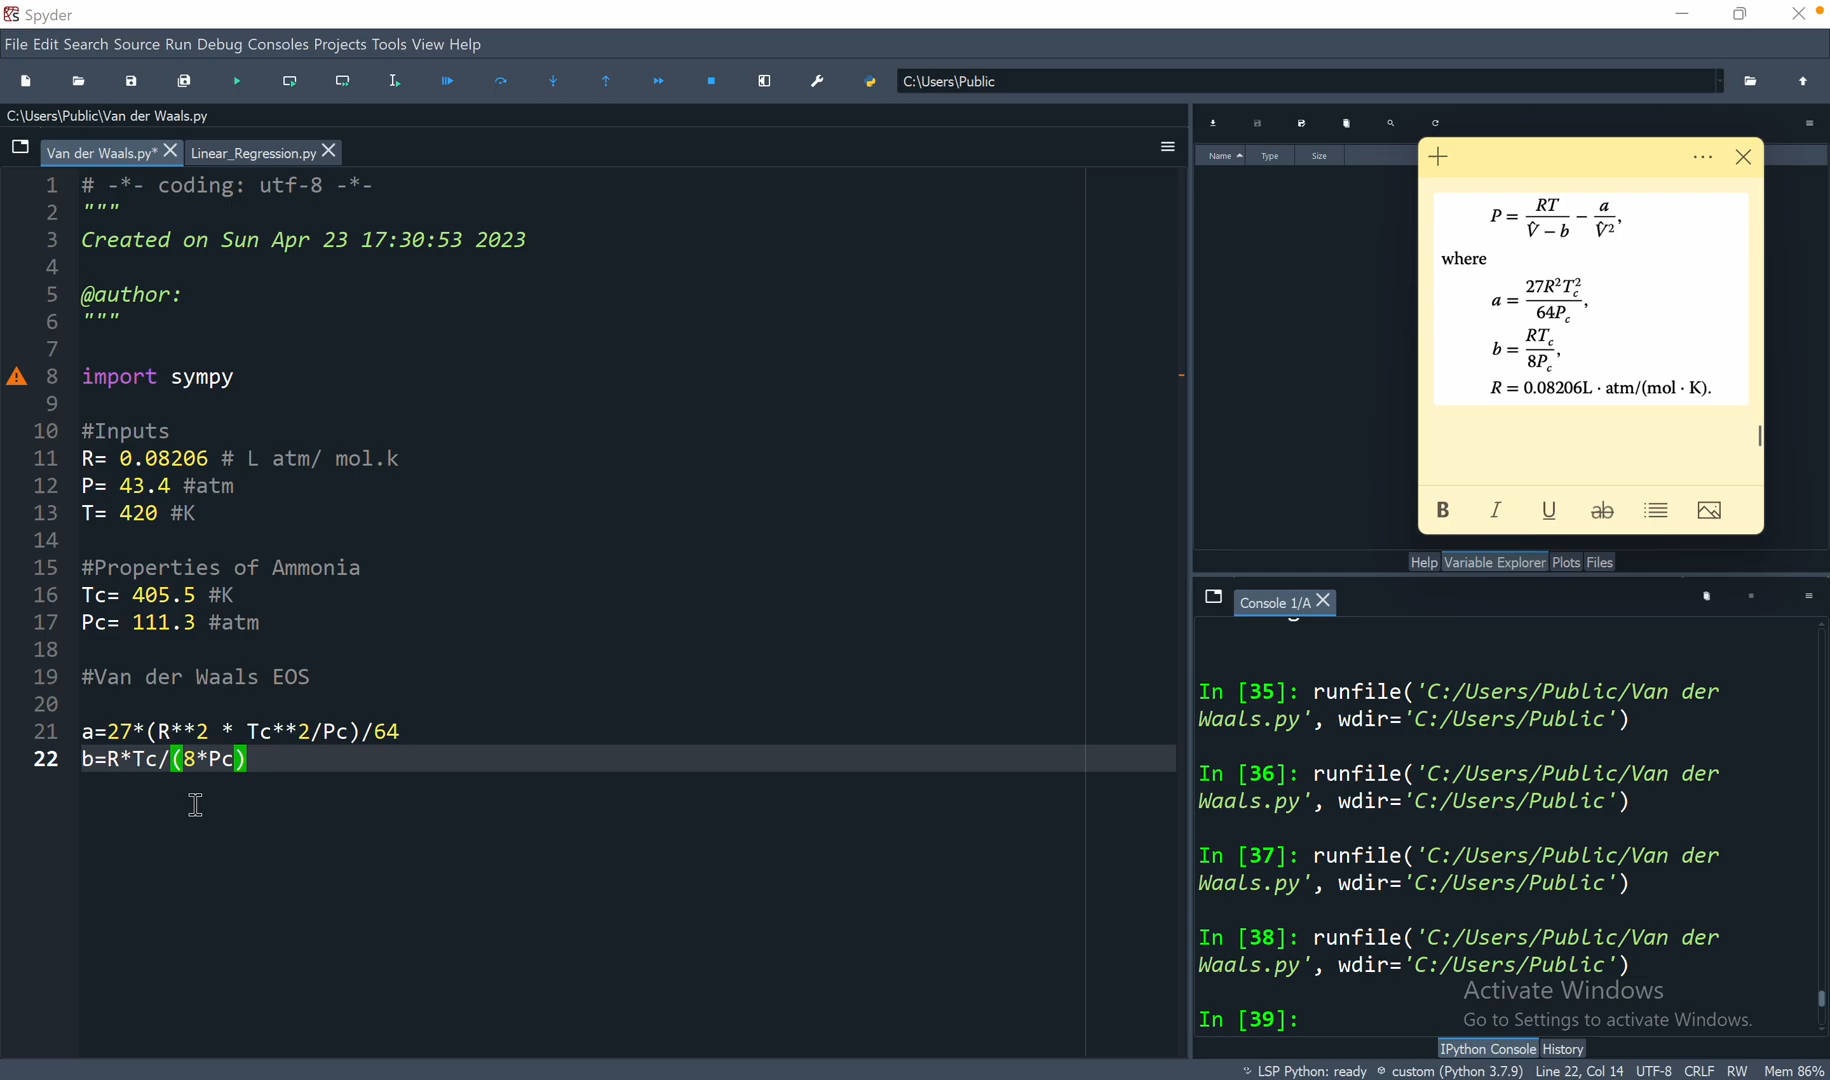 Spyder
File Edit Search Source Run Debug Consoles Projects Tools View Help
C:\Users\Public
C:\Users\Public\Van der Waals.py
Van der Waals.py*
Linear_Regression.py
1 # -*- coding: utf-8 -*-
2 """
3 Created on Sun Apr 23 17:30:53 2023
4
5 @author:
6 """
7
8 import sympy
9
10 #Inputs
11 R= 0.08206 # L atm/ mol.k
12 P= 43.4 #atm
13 T= 420 #K
14
15 #Properties of Ammonia
16 Tc= 405.5 #K
17 Pc= 111.3 #atm
18
19 #Van der Waals EOS
20
21 a=27*(R**2 * Tc**2/Pc)/64
22 b=R*Tc/(8*Pc)
Name Type Size
P = RT/(V̂ − b) − a/V̂²,
where
a = 27R²T_c²/64P_c,
b = RT_c/8P_c,
R = 0.08206L · atm/(mol · K).
B I U ab
Help Variable Explorer Plots Files
Console 1/A
In [35]: runfile('C:/Users/Public/Van der
Waals.py', wdir='C:/Users/Public')
In [36]: runfile('C:/Users/Public/Van der
Waals.py', wdir='C:/Users/Public')
In [37]: runfile('C:/Users/Public/Van der
Waals.py', wdir='C:/Users/Public')
In [38]: runfile('C:/Users/Public/Van der
Waals.py', wdir='C:/Users/Public')
Activate Windows
In [39]:
Go to Settings to activate Windows.
IPython Console History
LSP Python: ready custom (Python 3.7.9) Line 22, Col 14 UTF-8 CRLF RW Mem 86%